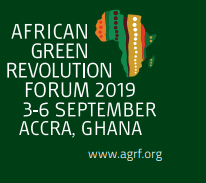 AFRICAN
GREEN
REVOLUTION
FORUM 2019
3-6 SEPTEMBER
ACCRA, GHANA
www.agrf.org